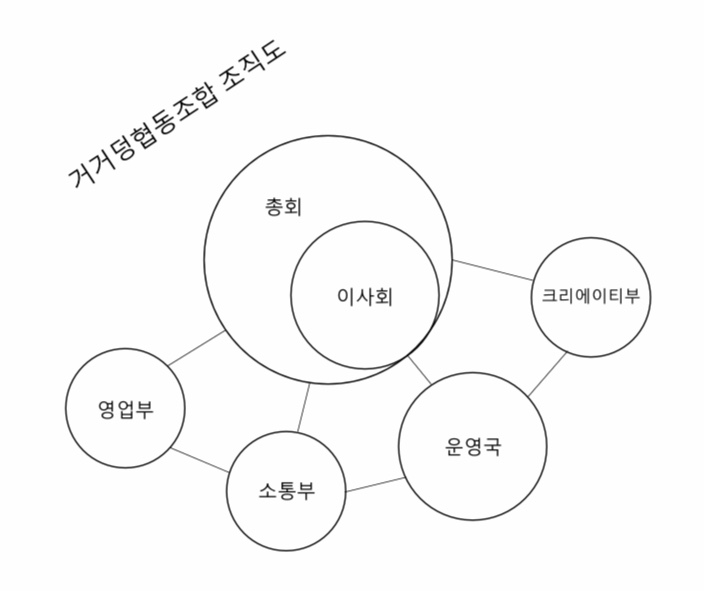 거거덩협동조합 조직도
총회
이사회
크리에이티부
영업부
운영국
소통부